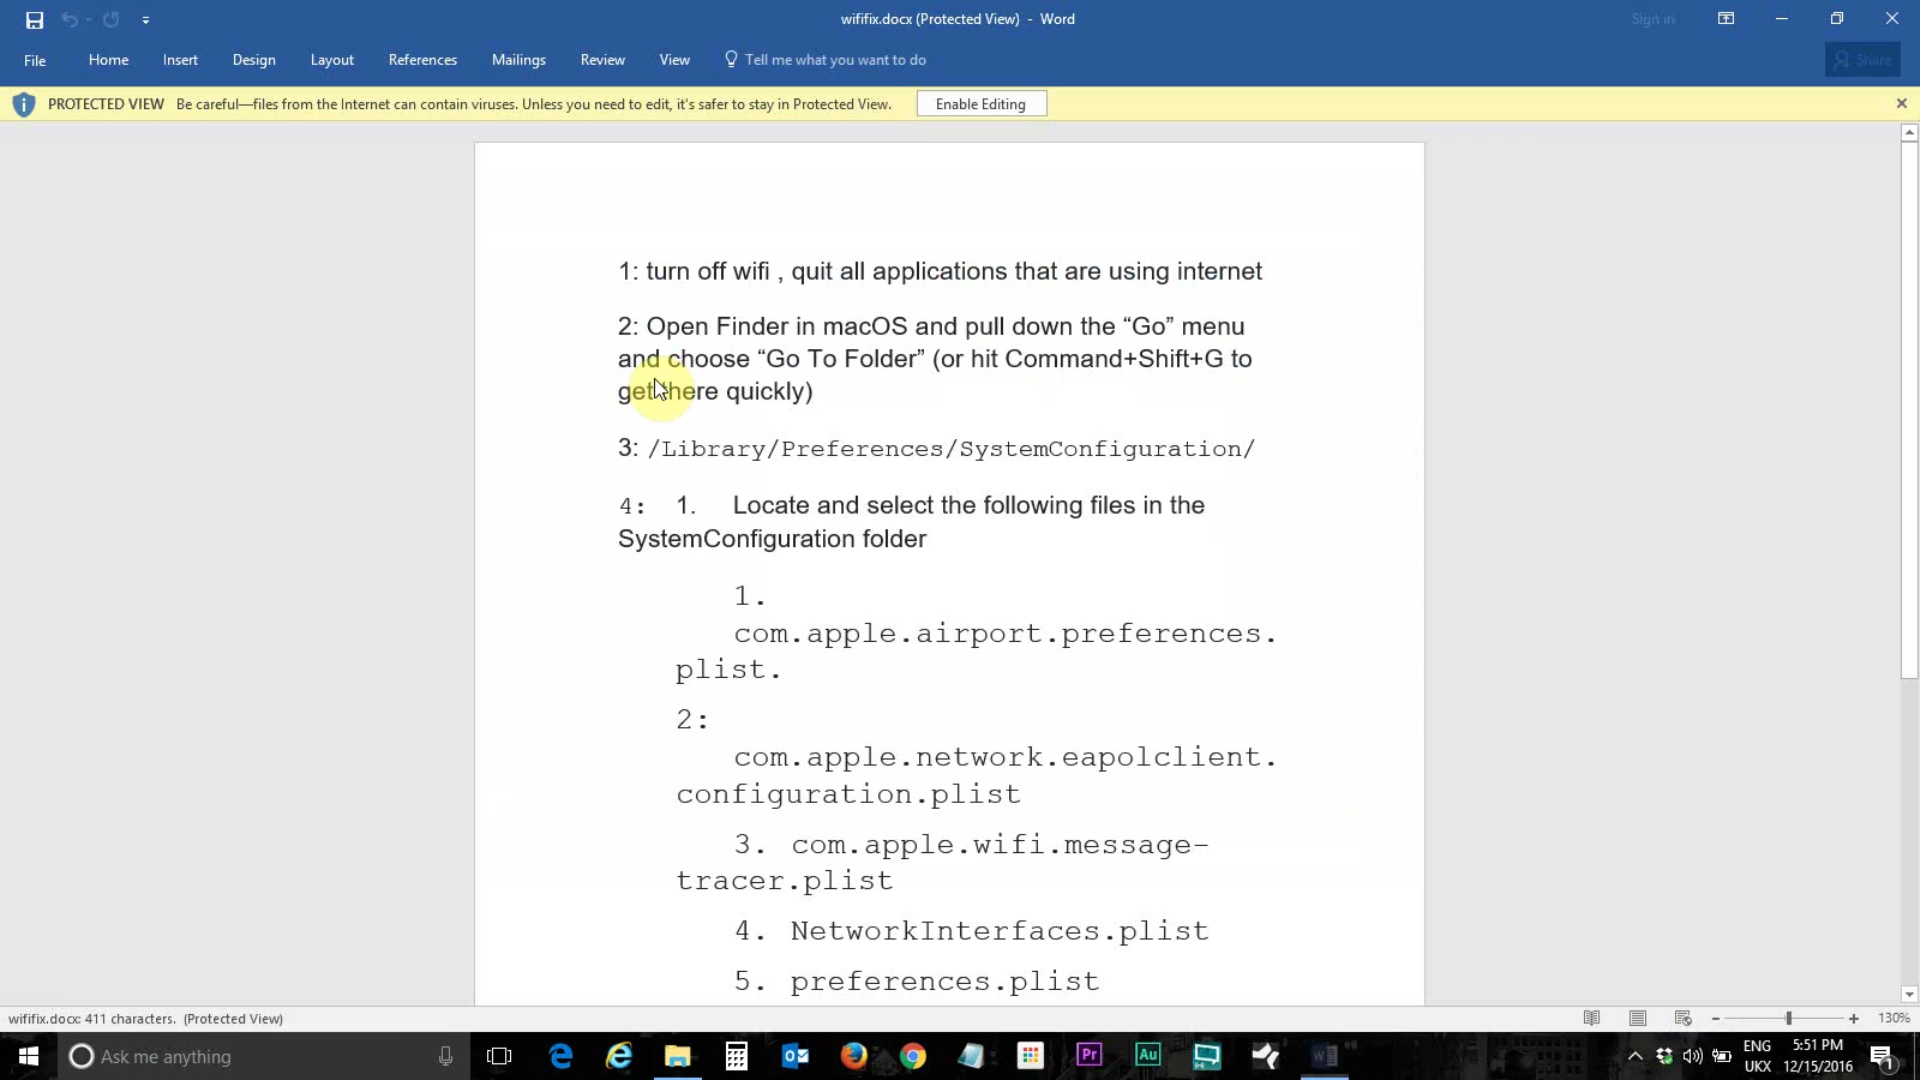 wififix.docx (Protected View) - Word
Sign in
File Home Insert Design Layout References Mailings Review View Tell me what you want to do
Share
PROTECTED VIEW Be careful—files from the Internet can contain viruses. Unless you need to edit, it's safer to stay in Protected View. Enable Editing
1: turn off wifi , quit all applications that are using internet
2: Open Finder in macOS and pull down the “Go” menu
and choose “Go To Folder” (or hit Command+Shift+G to
get there quickly)
3: /Library/Preferences/SystemConfiguration/
4: 1. Locate and select the following files in the
SystemConfiguration folder
1.
com.apple.airport.preferences.
plist.
2:
com.apple.network.eapolclient.
configuration.plist
3. com.apple.wifi.message-
tracer.plist
4. NetworkInterfaces.plist
5. preferences.plist
wififix.docx: 411 characters. (Protected View)
130%
Ask me anything
Pr
Au
ENG
UKX
5:51 PM
12/15/2016
1